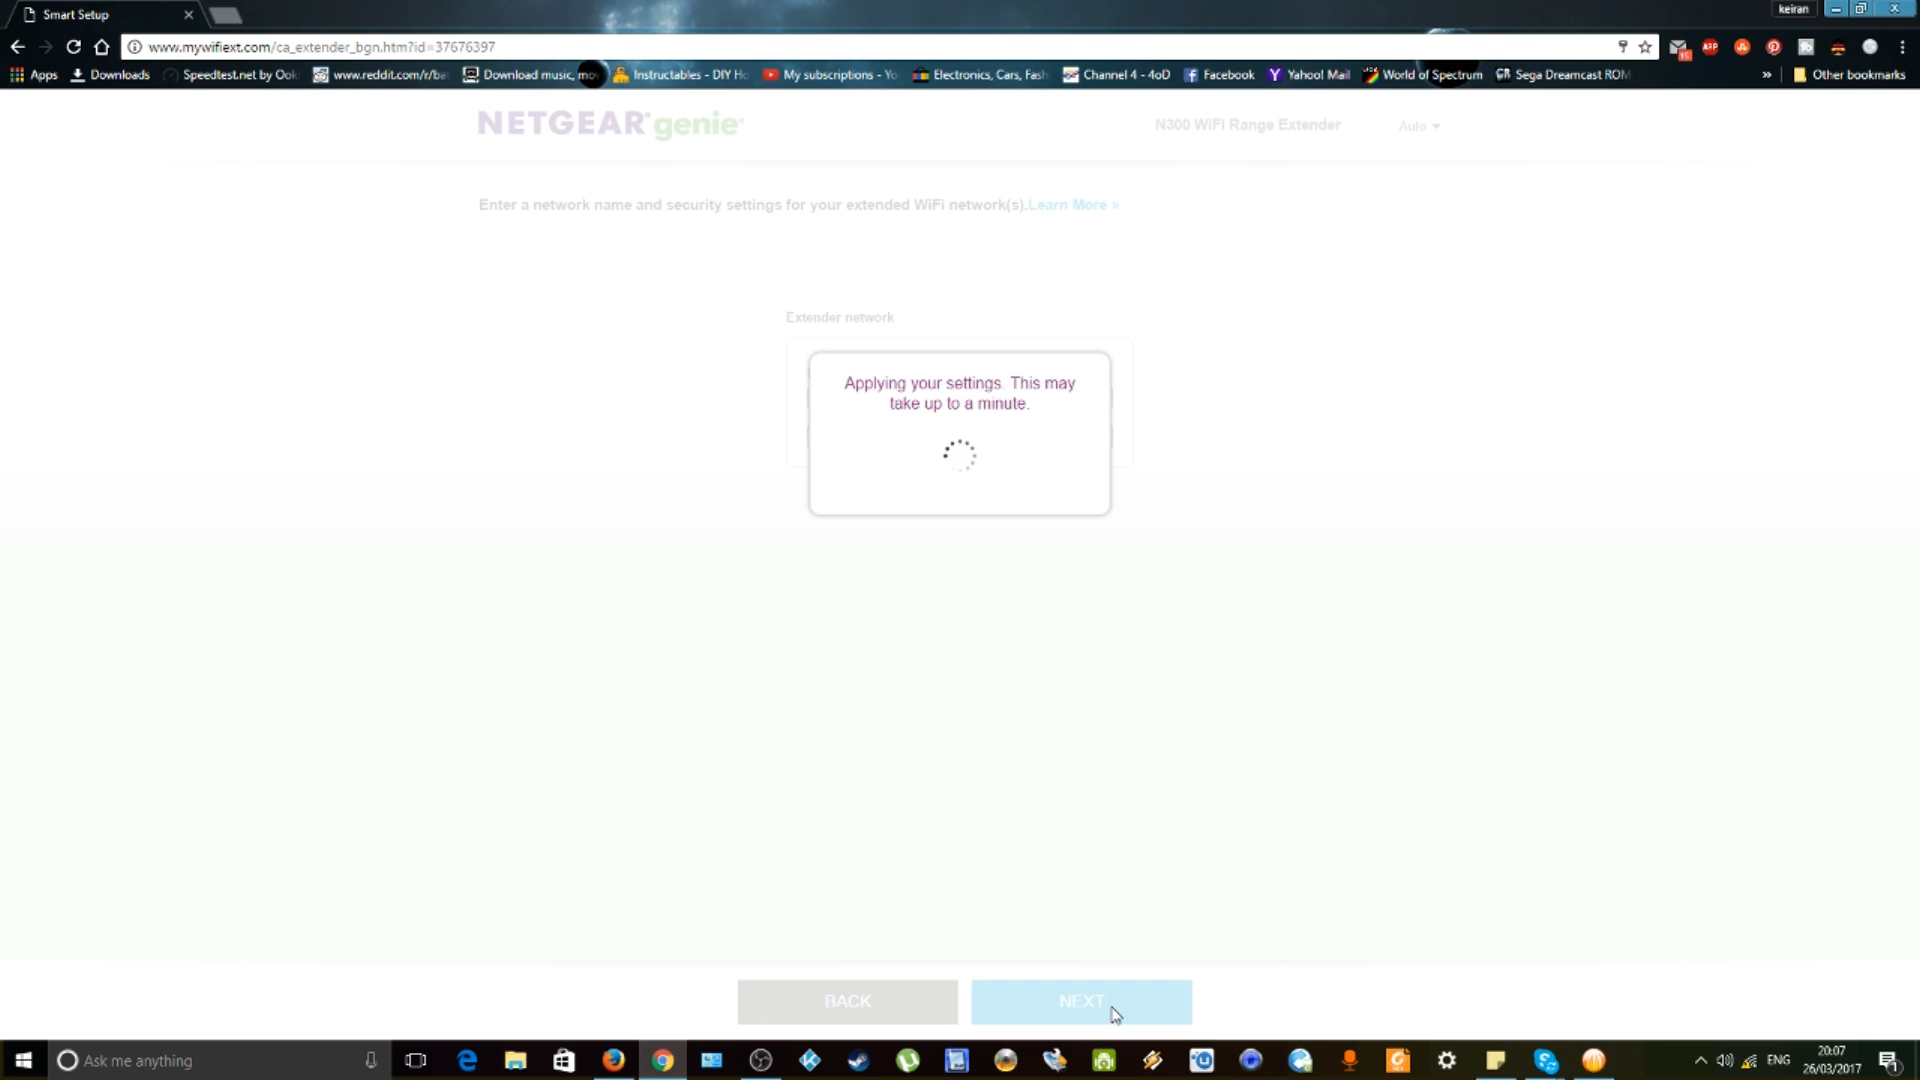 Smart Setup
keiran
www.mywifiext.com/ca_extender_bgn.htm?id=37676397
Apps
Downloads
Speedtest.net by Ook
www.reddit.com/r/ba
Download music, mo
Instructables - DIY Ho
My subscriptions - Yo
Electronics, Cars, Fash
Channel 4 - 4oD
Facebook
Yahoo! Mail
World of Spectrum
Sega Dreamcast ROM
»
Other bookmarks
NETGEAR® genie®
N300 WiFi Range Extender
Auto
Enter a network name and security settings for your extended WiFi network(s).Learn More »
Extender network
Applying your settings. This may
take up to a minute.
BACK
NEXT
Ask me anything
ENG
20:07
26/03/2017
1